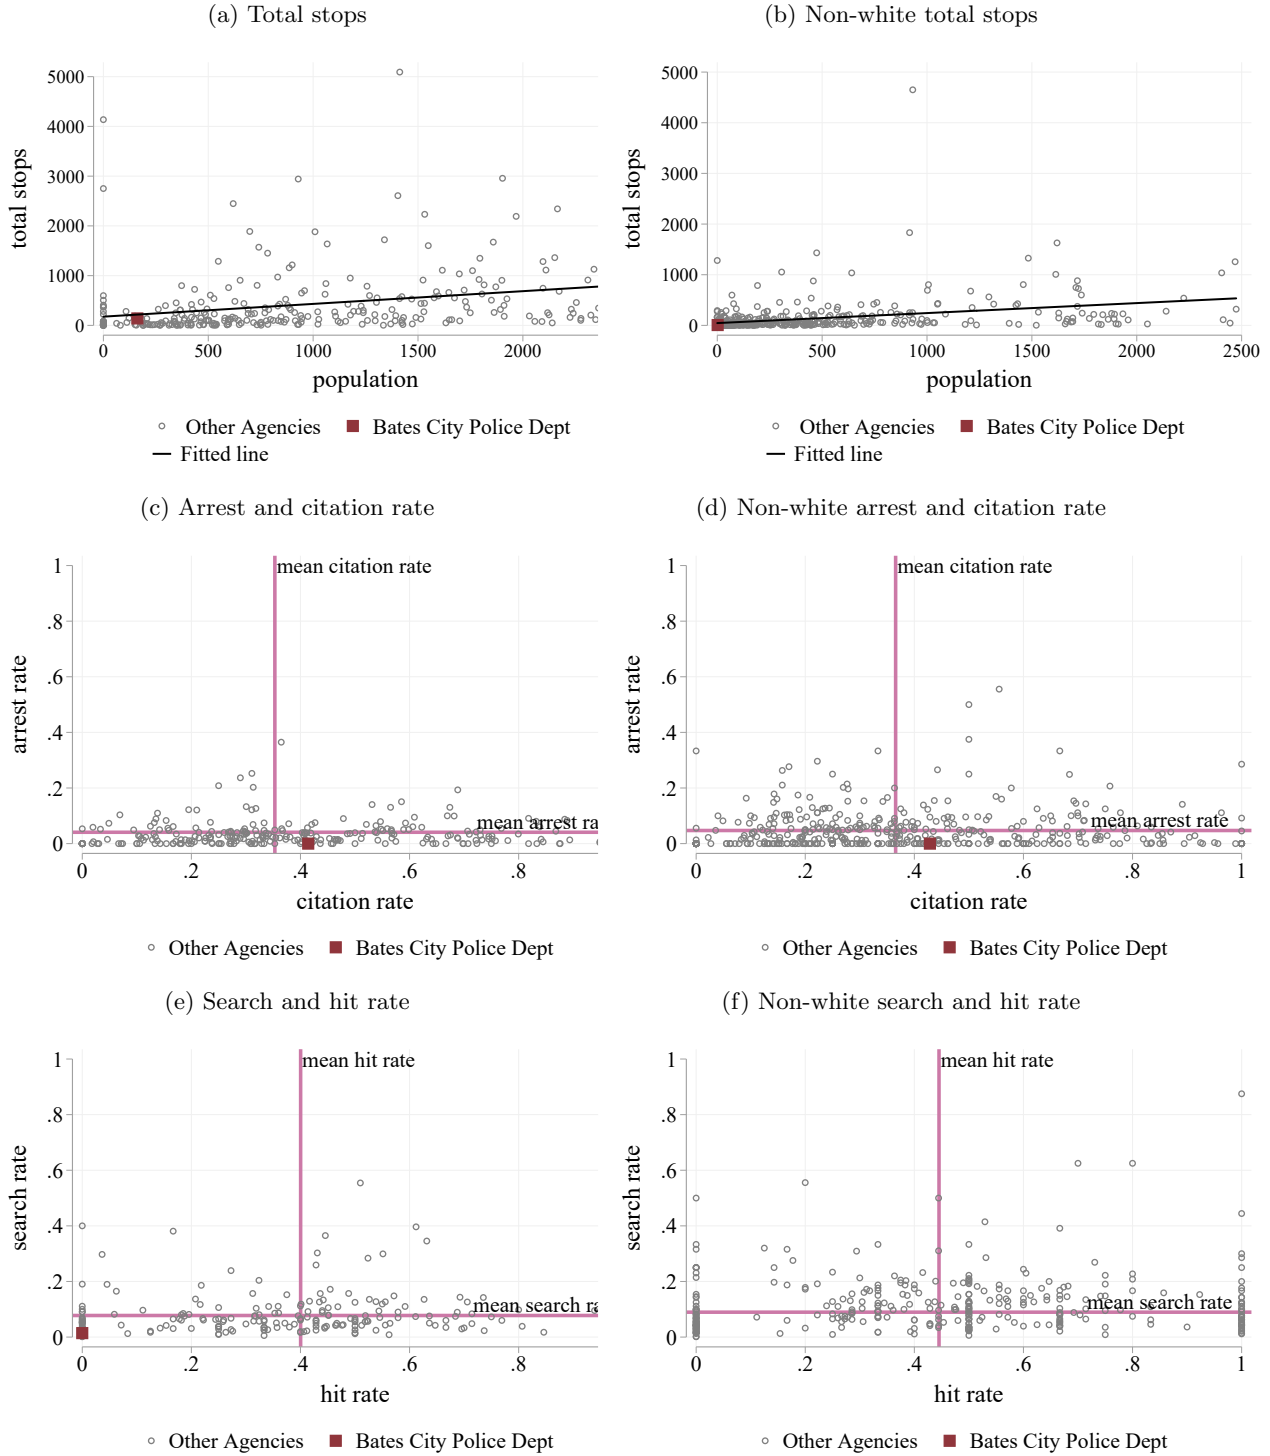 (a) Total stops
5000
4000
3000
2000
1000
0
total stops
0 500 1000 1500 2000
population
Other Agencies Bates City Police Dept
Fitted line
(b) Non-white total stops
5000
4000
3000
2000
1000
0
total stops
0 500 1000 1500 2000 2500
population
Other Agencies Bates City Police Dept
Fitted line
(c) Arrest and citation rate
1
.8
.6
.4
.2
0
arrest rate
mean citation rate
mean arrest ra
0 .2 .4 .6 .8
citation rate
Other Agencies Bates City Police Dept
(d) Non-white arrest and citation rate
1
.8
.6
.4
.2
0
arrest rate
mean citation rate
mean arrest rate
0 .2 .4 .6 .8 1
citation rate
Other Agencies Bates City Police Dept
(e) Search and hit rate
1
.8
.6
.4
.2
0
search rate
mean hit rate
mean search ra
0 .2 .4 .6 .8
hit rate
Other Agencies Bates City Police Dept
(f) Non-white search and hit rate
1
.8
.6
.4
.2
0
search rate
mean hit rate
mean search rate
0 .2 .4 .6 .8 1
hit rate
Other Agencies Bates City Police Dept